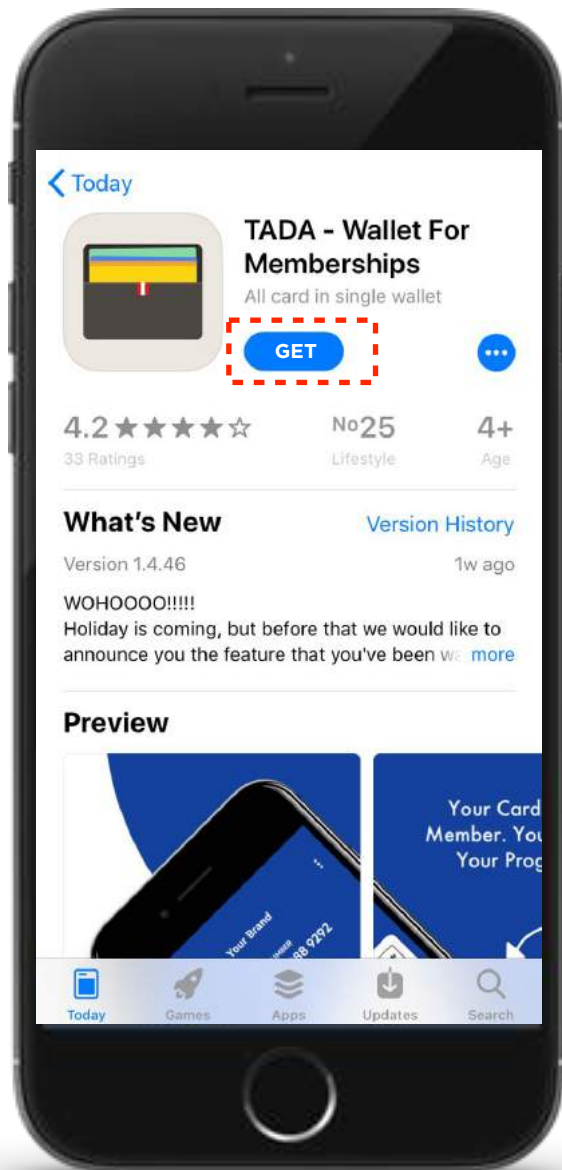 Today
TADA - Wallet For
Memberships
All card in single wallet
GET
4.2
No25
4+
33 Ratings
Lifestyle
Age
What's New
Version History
Version 1.4.46
1w ago
WOHOOOO!!!!!
Holiday is coming, but before that we would like to
announce you the feature that you've been more
Preview
Your Brand
88 9292
Your Card
Member. You
Your Prog
Today
Games
Apps
Updates
Search